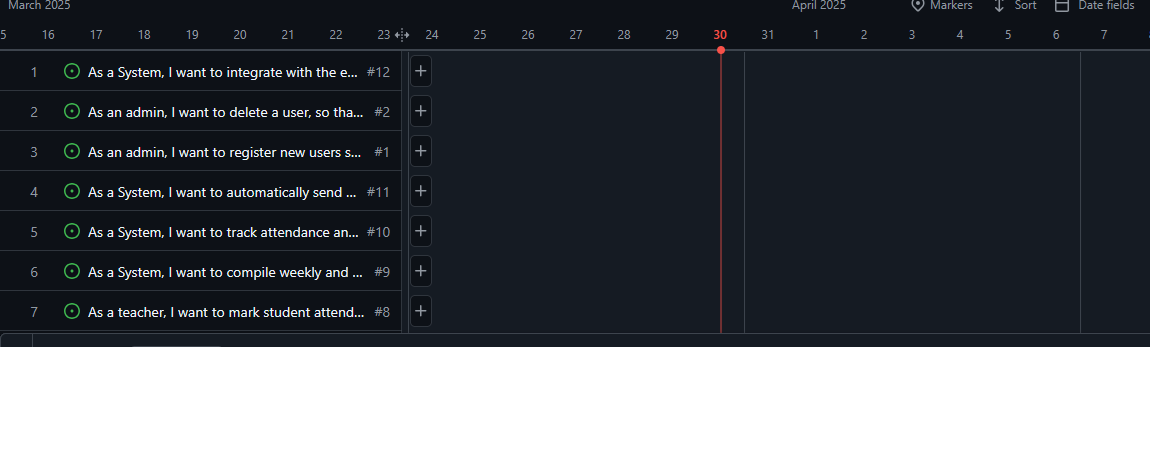 March 2025 April 2025 Markers Sort Date fields
5 16 17 18 19 20 21 22 23 24 25 26 27 28 29 30 31 1 2 3 4 5 6 7
1 As a System, I want to integrate with the e... #12
2 As an admin, I want to delete a user, so tha... #2
3 As an admin, I want to register new users s... #1
4 As a System, I want to automatically send ... #11
5 As a System, I want to track attendance an... #10
6 As a System, I want to compile weekly and ... #9
7 As a teacher, I want to mark student attend... #8